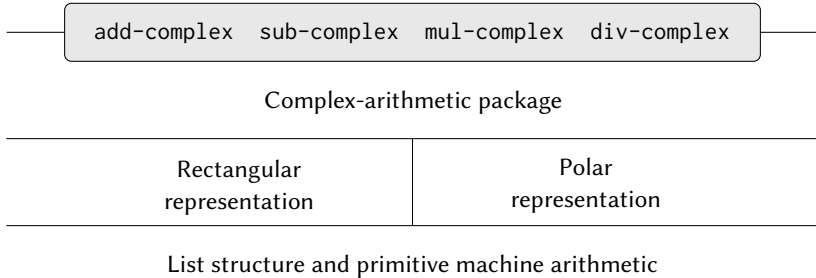 add-complex sub-complex mul-complex div-complex
Complex-arithmetic package
Rectangular
representation
Polar
representation
List structure and primitive machine arithmetic